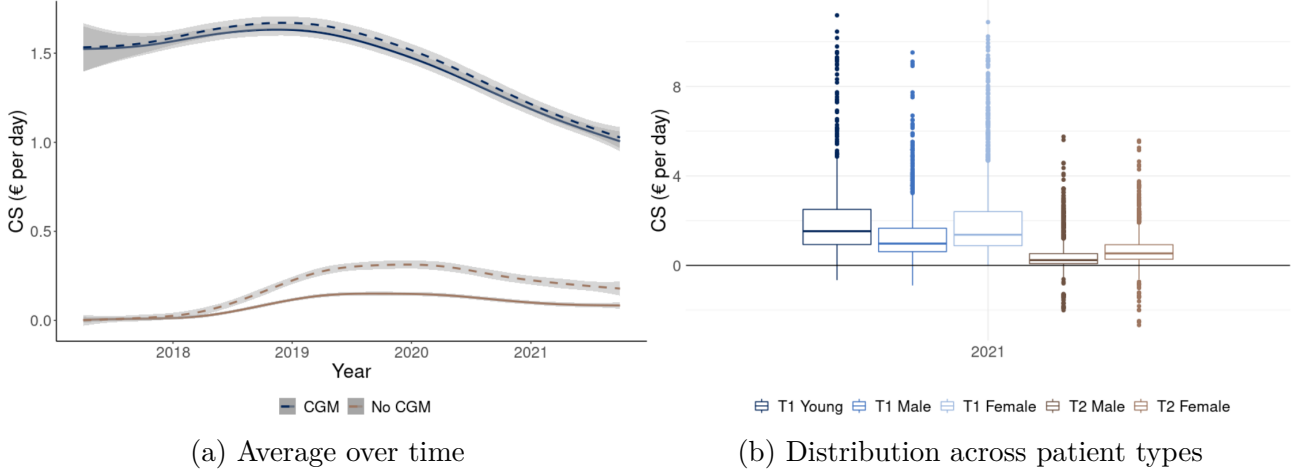 CS (€ per day)
1.5
1.0
0.5
0.0
2018 2019 2020 2021
Year
CGM No CGM
(a) Average over time
CS (€ per day)
8
4
0
2021
T1 Young T1 Male T1 Female T2 Male T2 Female
(b) Distribution across patient types